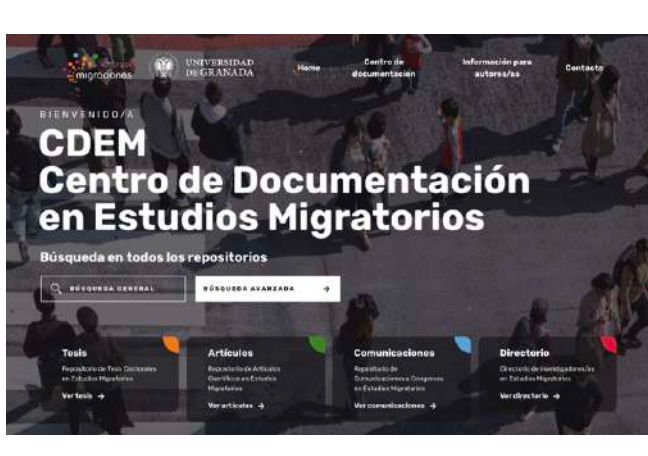 migraciones
UNIVERSIDAD
DE GRANADA
Home
Centro de
documentación
Información para
autores/as
Contacto
BIENVENIDO/A
CDEM
Centro de Documentación
en Estudios Migratorios
Búsqueda en todos los repositorios
BÚSQUEDA GENERAL
BÚSQUEDA AVANZADA →
Tesis
Repositorio de Tesis Doctorales
en Estudios Migratorios
Ver tesis →
Artículos
Repositorio de Artículos
Científicos en Estudios
Migratorios
Ver artículos →
Comunicaciones
Repositorio de
Comunicaciones a Congresos
en Estudios Migratorios
Ver comunicaciones →
Directorio
Directorio de Investigadores/as
en Estudios Migratorios
Ver directorio →